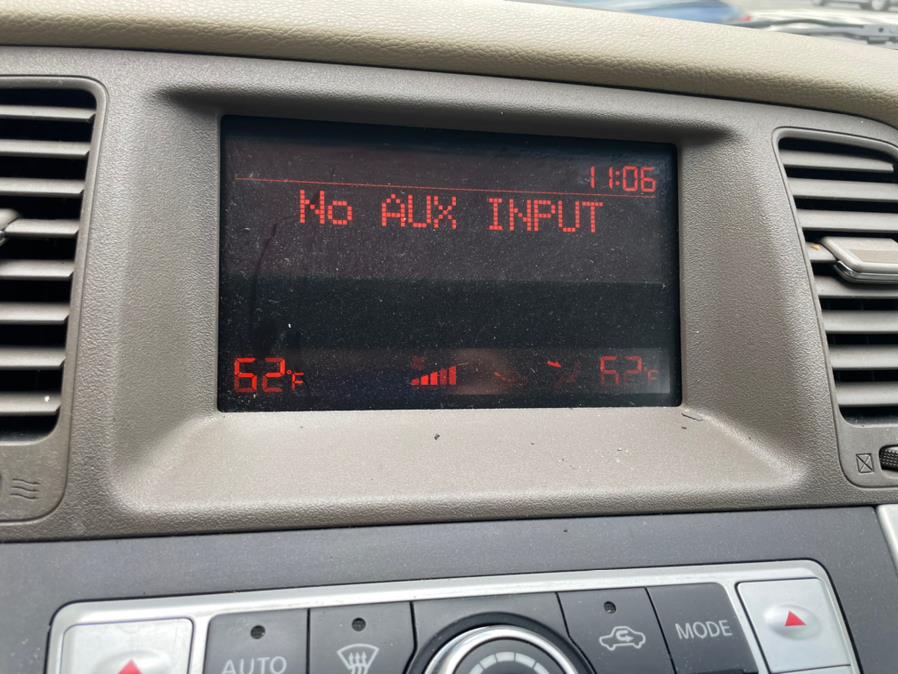 11:06
No AUX INPUT
62°F 62°F
AUTO
MODE